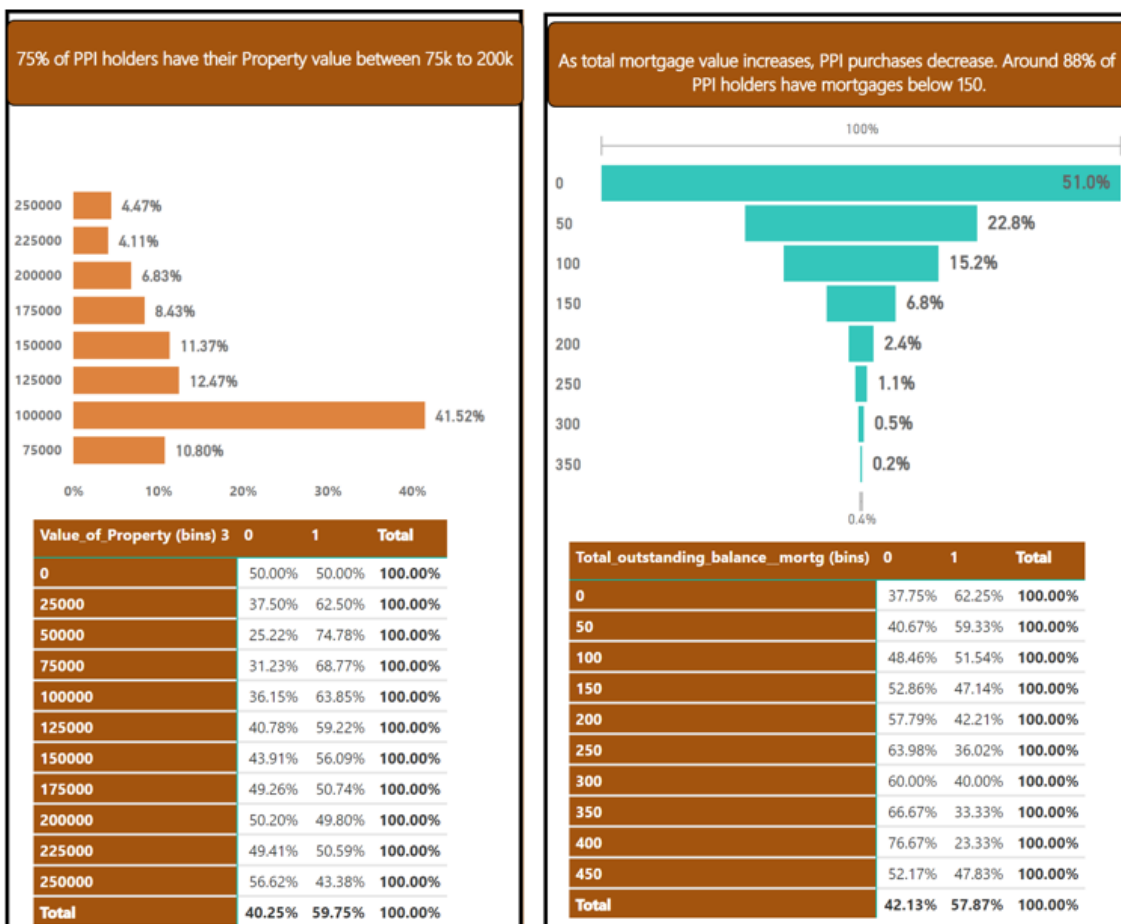 75% of PPI holders have their Property value between 75k to 200k
250000 4.47%
225000 4.11%
200000 6.83%
175000 8.43%
150000 11.37%
125000 12.47%
100000 41.52%
75000 10.80%
0% 10% 20% 30% 40%
Value_of_Property (bins) 3 0 1 Total
0 50.00% 50.00% 100.00%
25000 37.50% 62.50% 100.00%
50000 25.22% 74.78% 100.00%
75000 31.23% 68.77% 100.00%
100000 36.15% 63.85% 100.00%
125000 40.78% 59.22% 100.00%
150000 43.91% 56.09% 100.00%
175000 49.26% 50.74% 100.00%
200000 50.20% 49.80% 100.00%
225000 49.41% 50.59% 100.00%
250000 56.62% 43.38% 100.00%
Total 40.25% 59.75% 100.00%
As total mortgage value increases, PPI purchases decrease. Around 88% of
PPI holders have mortgages below 150.
100%
0 51.0%
50 22.8%
100 15.2%
150 6.8%
200 2.4%
250 1.1%
300 0.5%
350 0.2%
0.4%
Total_outstanding_balance__mortg (bins) 0 1 Total
0 37.75% 62.25% 100.00%
50 40.67% 59.33% 100.00%
100 48.46% 51.54% 100.00%
150 52.86% 47.14% 100.00%
200 57.79% 42.21% 100.00%
250 63.98% 36.02% 100.00%
300 60.00% 40.00% 100.00%
350 66.67% 33.33% 100.00%
400 76.67% 23.33% 100.00%
450 52.17% 47.83% 100.00%
Total 42.13% 57.87% 100.00%